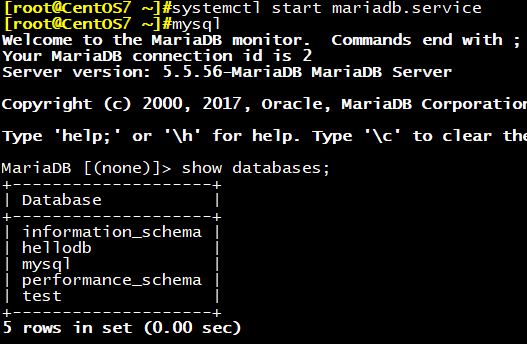 [root@CentOS7 ~]#systemctl start mariadb.service
[root@CentOS7 ~]#mysql
Welcome to the MariaDB monitor.  Commands end with ;
Your MariaDB connection id is 2
Server version: 5.5.56-MariaDB MariaDB Server
Copyright (c) 2000, 2017, Oracle, MariaDB Corporation
Type 'help;' or '\h' for help. Type '\c' to clear the
MariaDB [(none)]> show databases;
+--------------------+
| Database           |
+--------------------+
| information_schema |
| hellodb            |
| mysql              |
| performance_schema |
| test               |
+--------------------+
5 rows in set (0.00 sec)